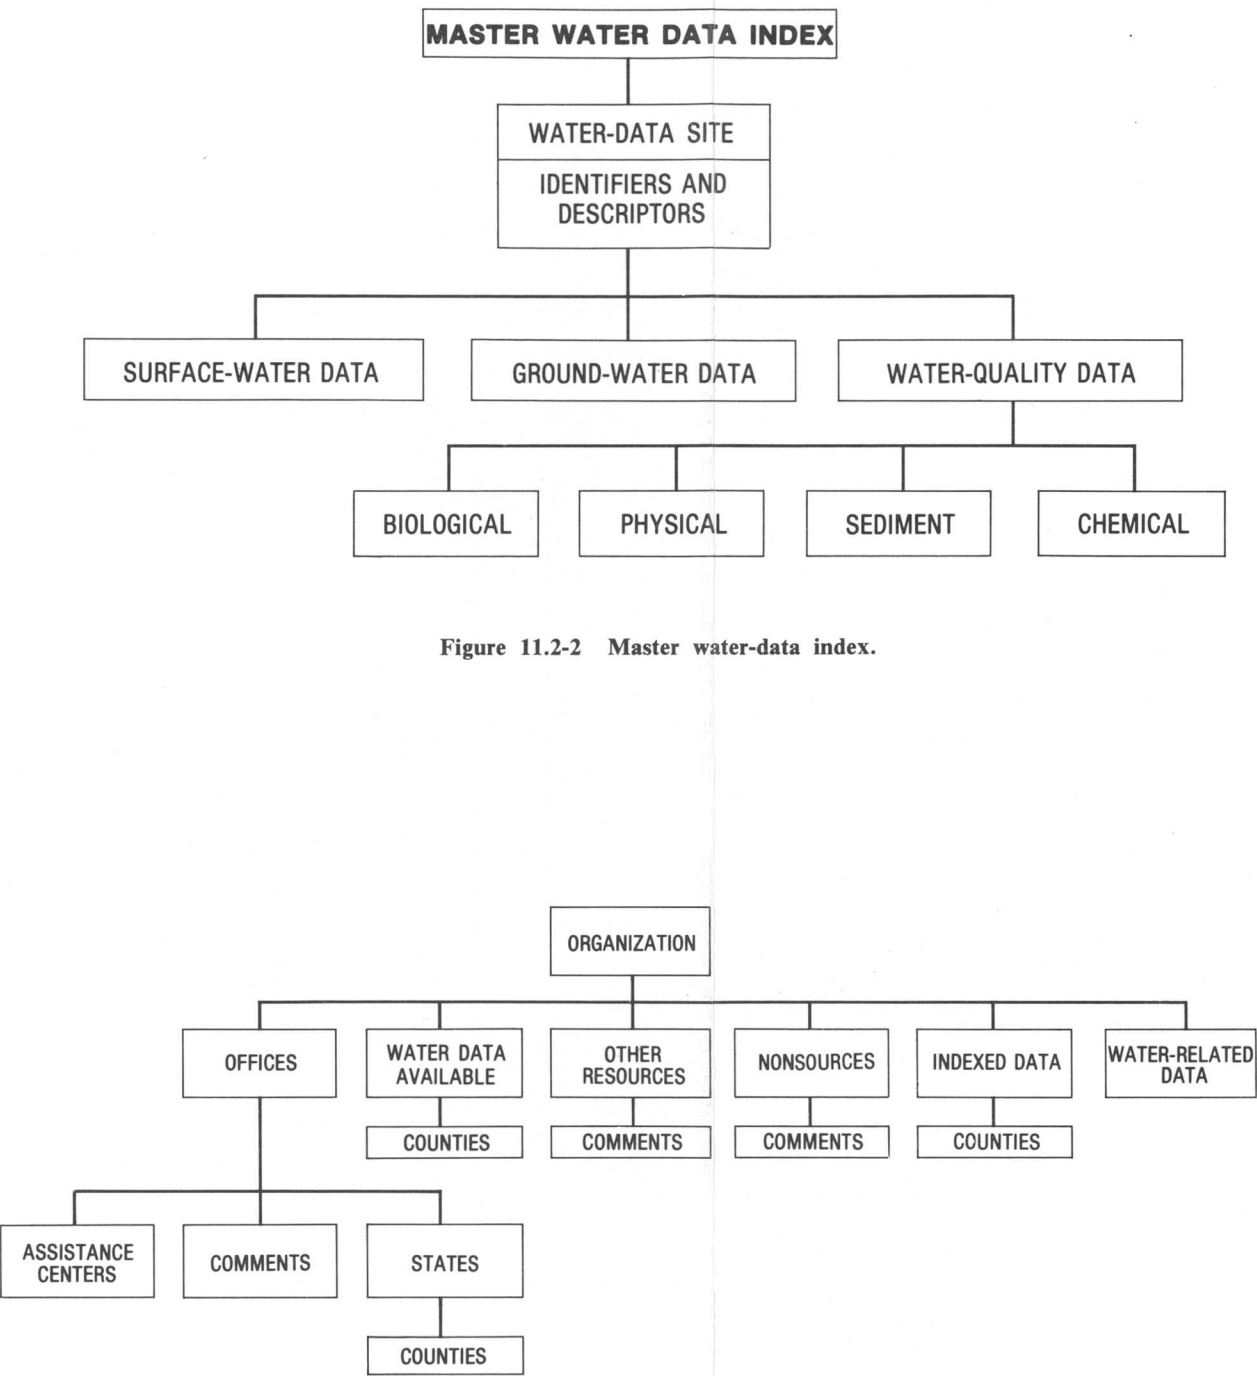 MASTER WATER DATA INDEX
WATER-DATA SITE
IDENTIFIERS AND
DESCRIPTORS
SURFACE-WATER DATA
GROUND-WATER DATA
WATER-QUALITY DATA
BIOLOGICAL
PHYSICAL
SEDIMENT
CHEMICAL
Figure 11.2-2 Master water-data index.
ORGANIZATION
OFFICES
WATER DATA
AVAILABLE
OTHER
RESOURCES
NONSOURCES
INDEXED DATA
WATER-RELATED
DATA
COUNTIES
COMMENTS
COMMENTS
COUNTIES
ASSISTANCE
CENTERS
COMMENTS
STATES
COUNTIES